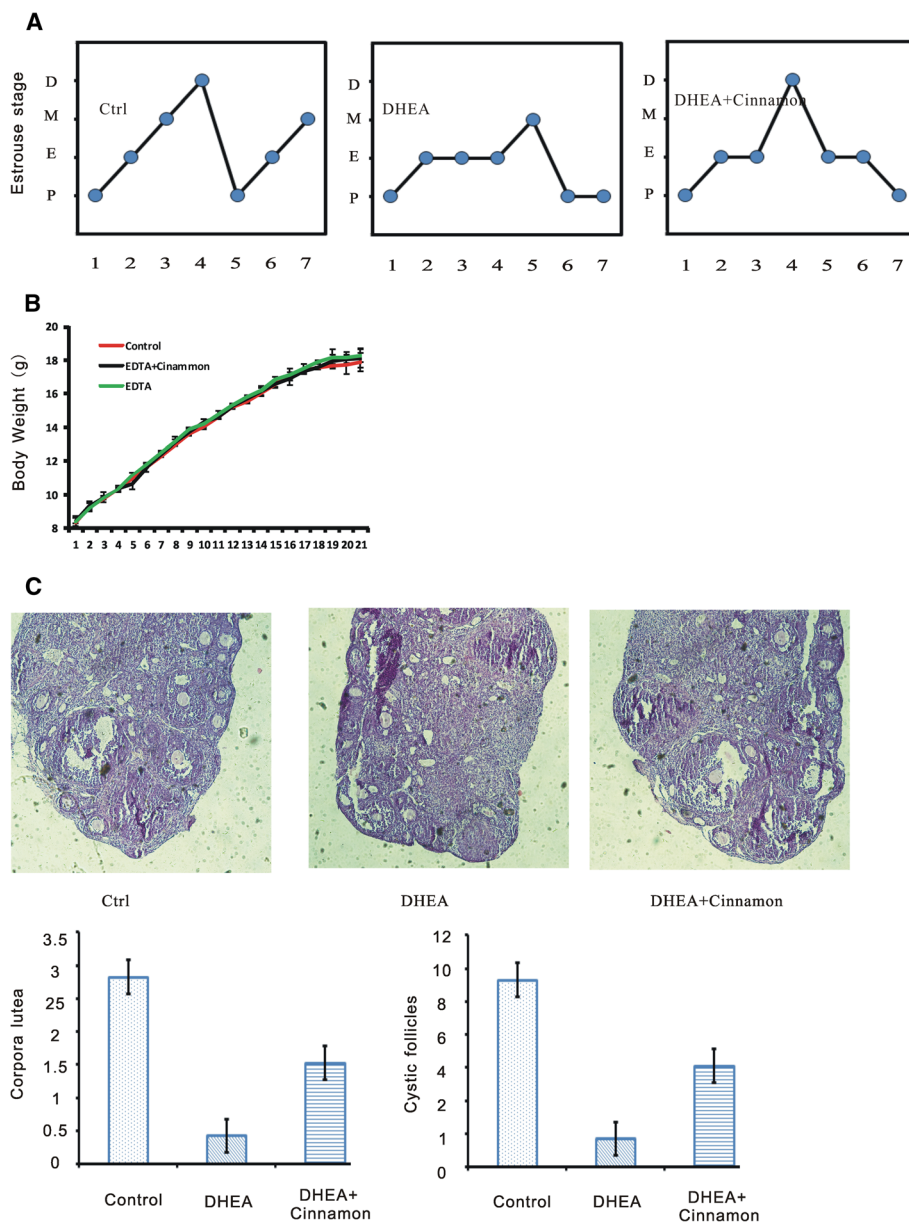 A
Estrouse stage
D
M
E
P
Ctrl
1 2 3 4 5 6 7
D
M
E
P
DHEA
1 2 3 4 5 6 7
D
M
E
P
DHEA+Cinnamon
1 2 3 4 5 6 7
B
Body Weight (g)
20
18
16
14
12
10
8
Control
EDTA+Cinammon
EDTA
1 2 3 4 5 6 7 8 9 10 11 12 13 14 15 16 17 18 19 20 21
C
Ctrl
DHEA
DHEA+Cinnamon
Corpora lutea
3.5
3
25
2
1.5
1
0.5
0
Control
DHEA
DHEA+
Cinnamon
Cystic follicles
12
10
8
6
4
2
1
0
Control
DHEA
DHEA+
Cinnamon